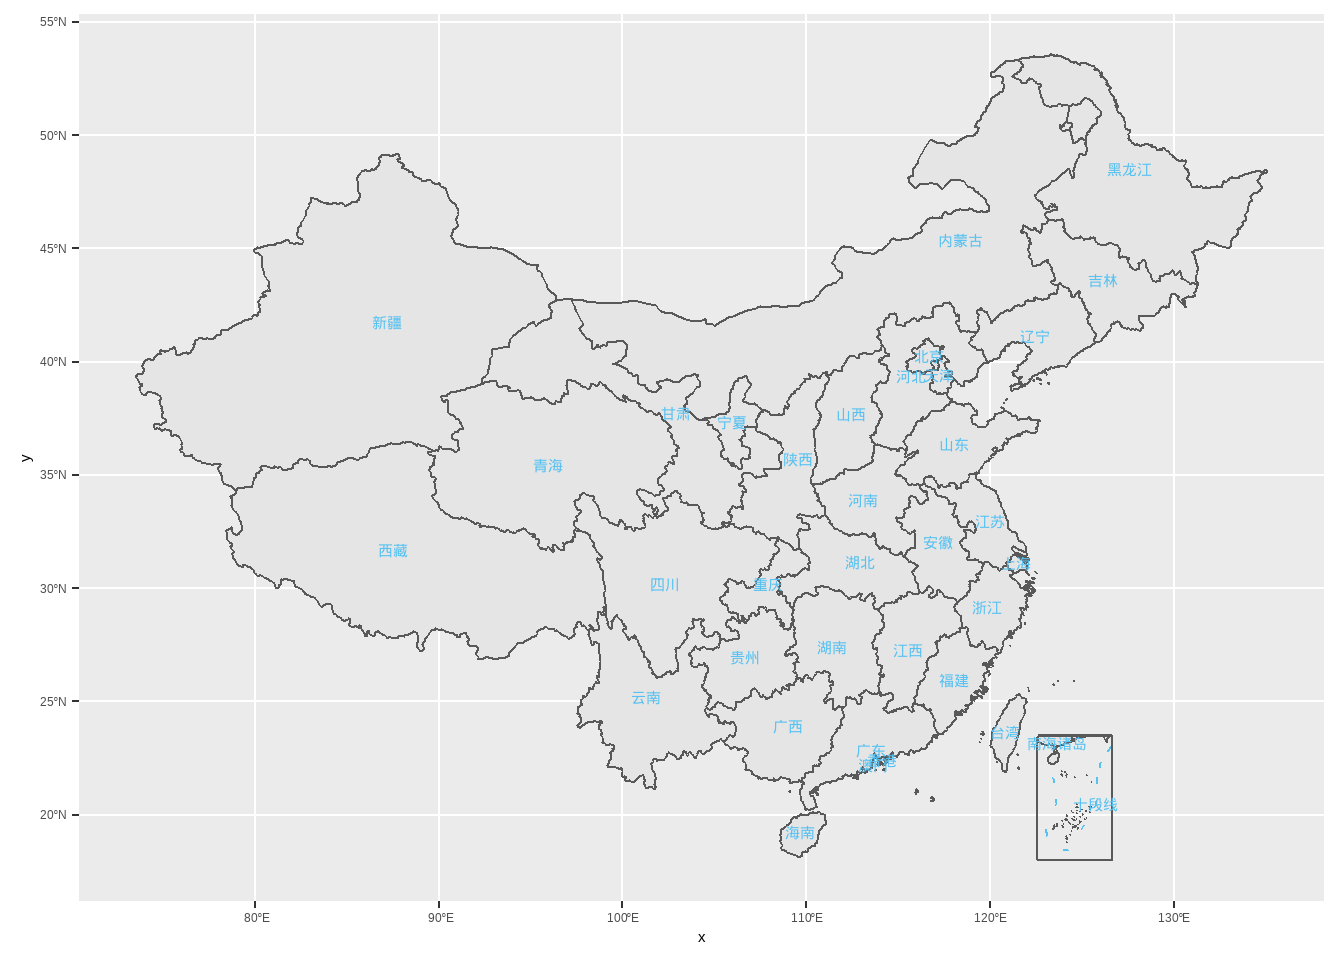 55°N
50°N
45°N
40°N
35°N
30°N
25°N
20°N
y
黑龙江
内蒙古
吉林
新疆
辽宁
北京
河北天津
甘肃
宁夏
山西
山东
陕西
青海
河南
江苏
安徽
西藏
湖北
上海
四川
重庆
浙江
湖南
江西
贵州
福建
云南
广西
台湾
南海诸岛
广东
香港
澳门
十段线
海南
80°E
90°E
100°E
110°E
120°E
130°E
x